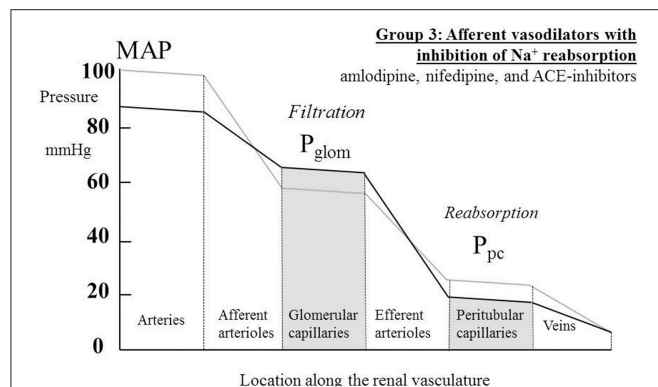 Group 3: Afferent vasodilators with
inhibition of Na+ reabsorption
amlodipine, nifedipine, and ACE-inhibitors
MAP
100
Pressure
80
mmHg
60
40
20
0
Filtration
Pglom
Reabsorption
Ppc
Arteries
Afferent
arterioles
Glomerular
capillaries
Efferent
arterioles
Peritubular
capillaries
Veins
Location along the renal vasculature